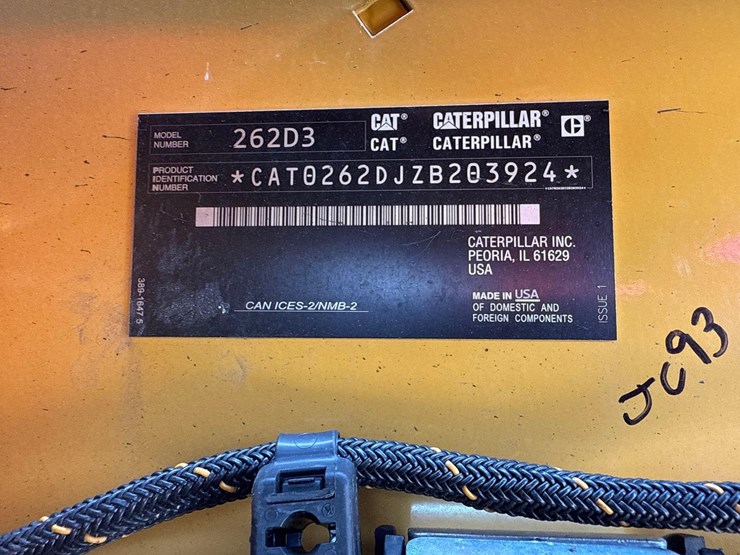 MODEL NUMBER 262D3
CAT® CATERPILLAR® C®
CAT® CATERPILLAR®
PRODUCT IDENTIFICATION NUMBER *CAT0262DJZB203924*
CATERPILLAR INC.
PEORIA, IL 61629
USA
CAN ICES-2/NMB-2
MADE IN USA
OF DOMESTIC AND
FOREIGN COMPONENTS
389-1647 5
ISSUE 1
JC93